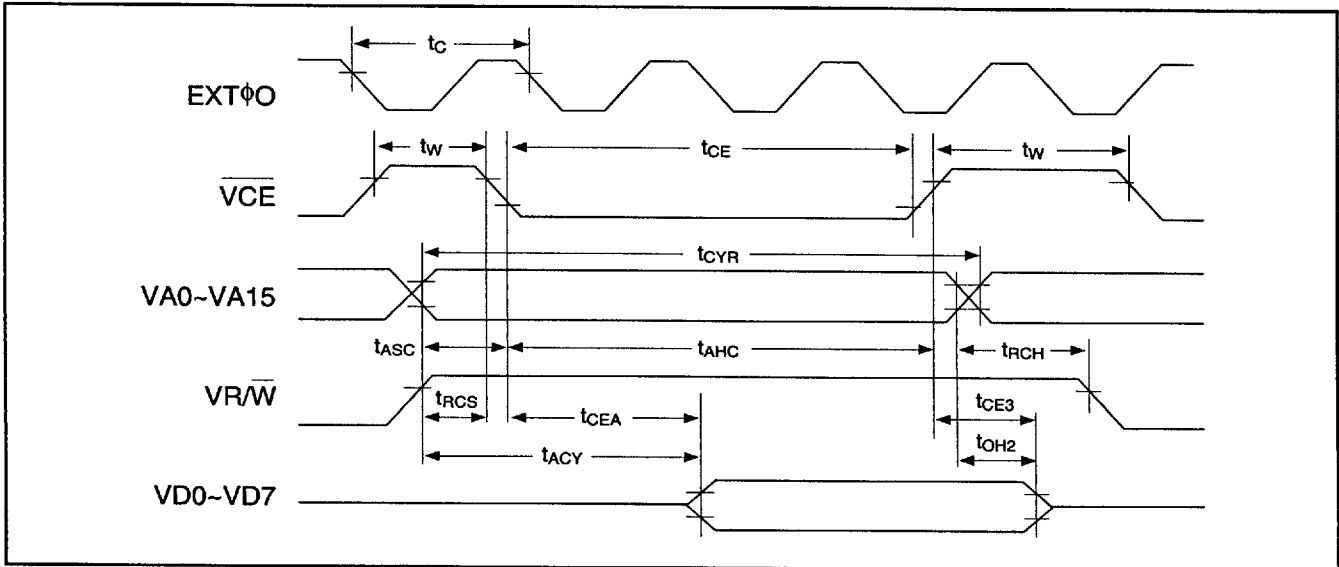 tC
EXTϕO
tW
tCE
tW
VCE
tCYR
VA0~VA15
tASC
tAHC
tRCH
VR/W
tRCS
tCEA
tCE3
tACY
tOH2
VD0~VD7